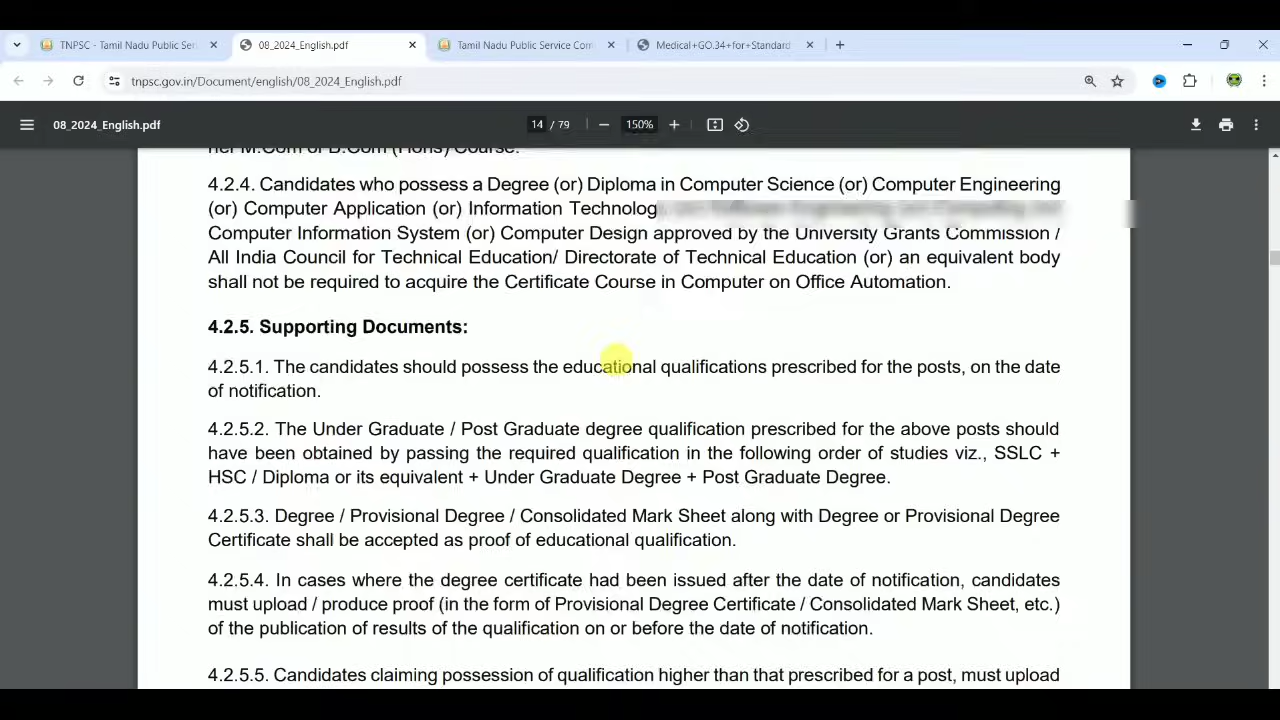 TNPSC - Tamil Nadu Public Ser
08_2024_English.pdf
Tamil Nadu Public Service Com
Medical+GO.34+for+Standard
tnpsc.gov.in/Document/english/08_2024_English.pdf
08_2024_English.pdf
14 / 79
150%
her M.Com or B.Com (Hons) Course.
4.2.4. Candidates who possess a Degree (or) Diploma in Computer Science (or) Computer Engineering
(or) Computer Application (or) Information Technology
Computer Information System (or) Computer Design approved by the University Grants Commission /
All India Council for Technical Education/ Directorate of Technical Education (or) an equivalent body
shall not be required to acquire the Certificate Course in Computer on Office Automation.
4.2.5. Supporting Documents:
4.2.5.1. The candidates should possess the educational qualifications prescribed for the posts, on the date
of notification.
4.2.5.2. The Under Graduate / Post Graduate degree qualification prescribed for the above posts should
have been obtained by passing the required qualification in the following order of studies viz., SSLC +
HSC / Diploma or its equivalent + Under Graduate Degree + Post Graduate Degree.
4.2.5.3. Degree / Provisional Degree / Consolidated Mark Sheet along with Degree or Provisional Degree
Certificate shall be accepted as proof of educational qualification.
4.2.5.4. In cases where the degree certificate had been issued after the date of notification, candidates
must upload / produce proof (in the form of Provisional Degree Certificate / Consolidated Mark Sheet, etc.)
of the publication of results of the qualification on or before the date of notification.
4.2.5.5. Candidates claiming possession of qualification higher than that prescribed for a post, must upload